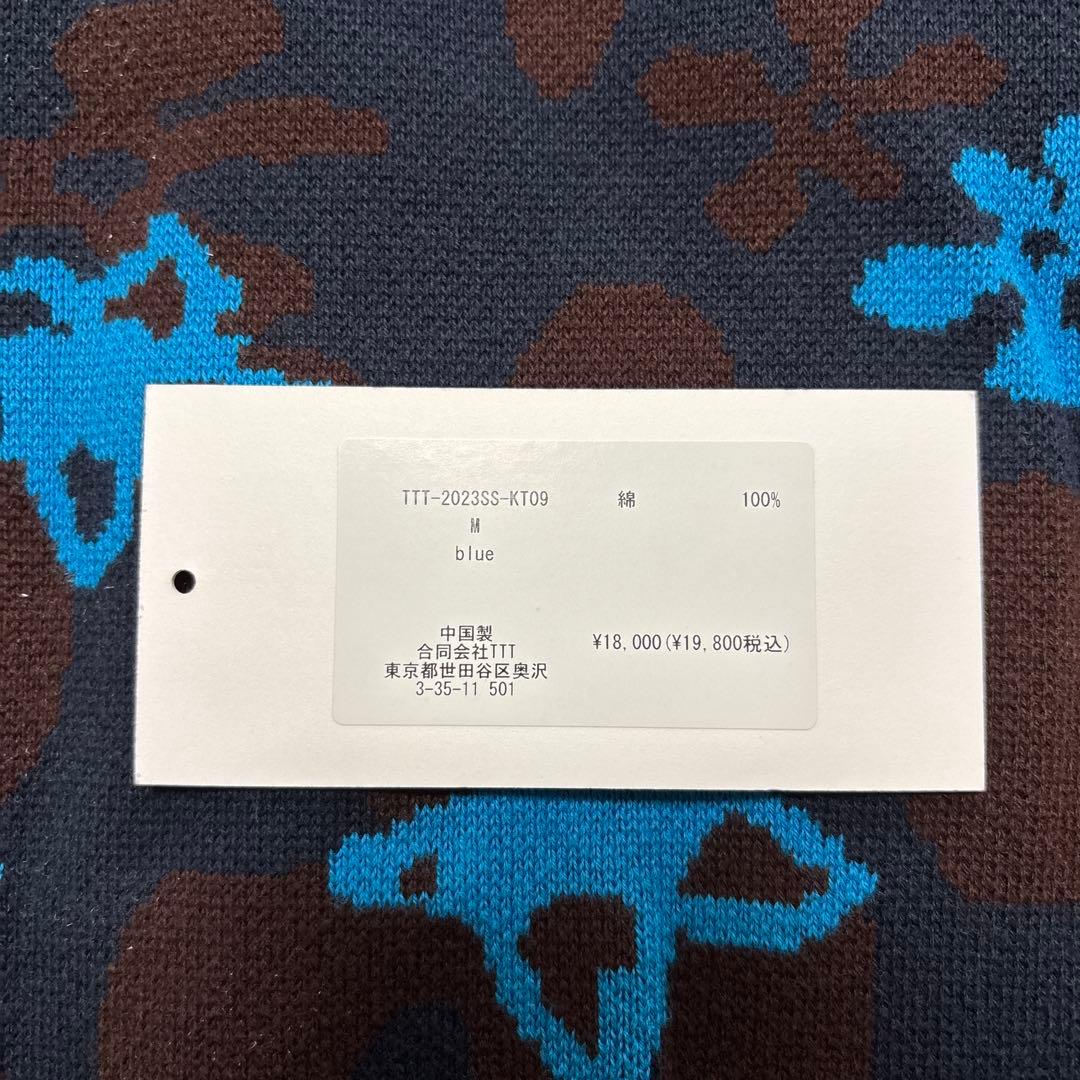 TTT-2023SS-KT09 綿 100%
M
blue
中国製
合同会社TTT
東京都世田谷区奥沢
3-35-11 501
¥18,000(¥19,800税込)